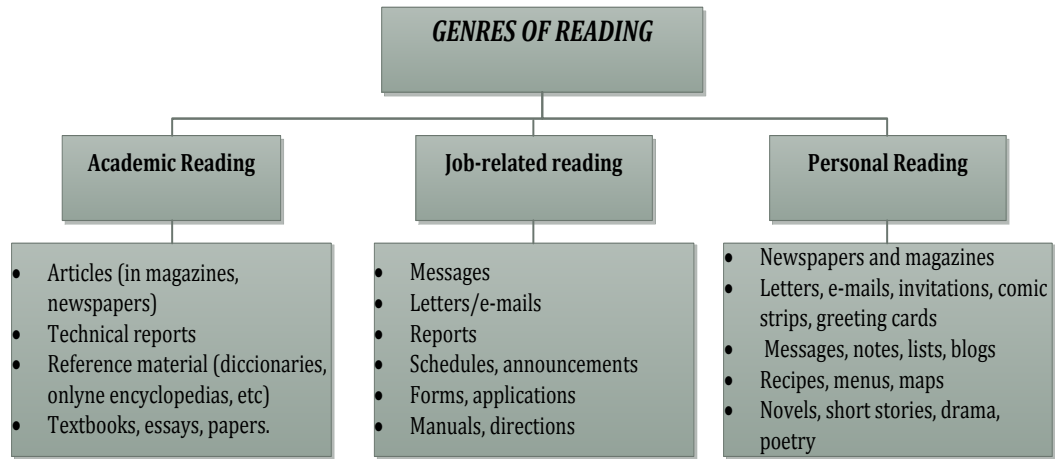 GENRES OF READING
Academic Reading
Job-related reading
Personal Reading
• Articles (in magazines,
newspapers)
• Technical reports
• Reference material (diccionaries,
onlyne encyclopedias, etc)
• Textbooks, essays, papers.
• Messages
• Letters/e-mails
• Reports
• Schedules, announcements
• Forms, applications
• Manuals, directions
• Newspapers and magazines
• Letters, e-mails, invitations, comic
strips, greeting cards
• Messages, notes, lists, blogs
• Recipes, menus, maps
• Novels, short stories, drama,
poetry